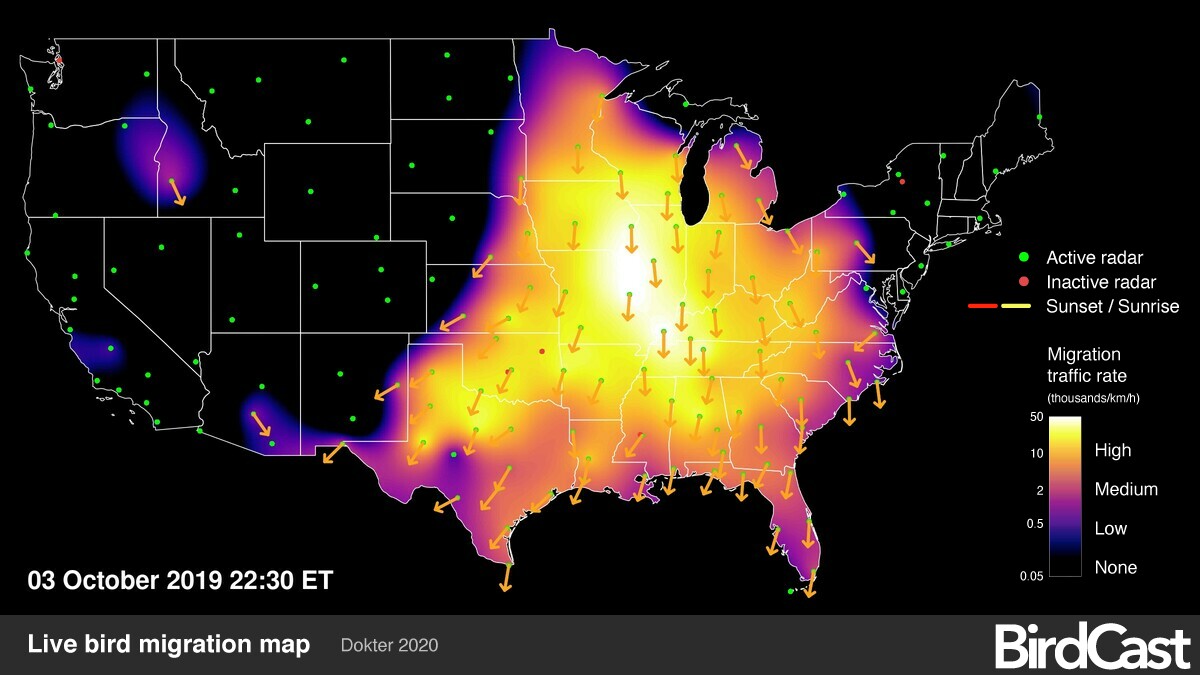 Active radar
Inactive radar
Sunset / Sunrise
Migration
traffic rate
(thousands/km/h)
50
10
2
0.5
0.05
High
Medium
Low
None
03 October 2019 22:30 ET
Live bird migration map
Dokter 2020
BirdCast